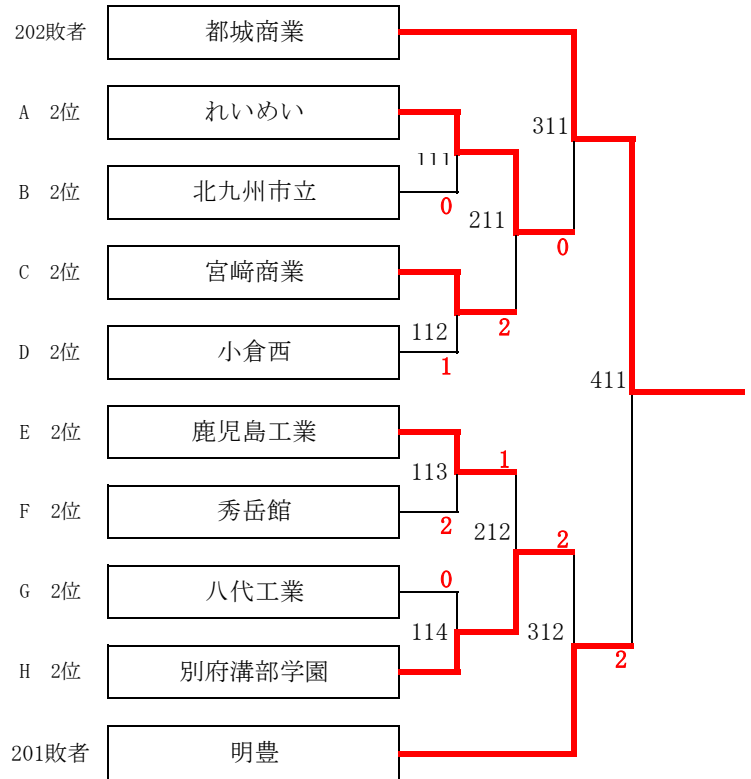 202敗者 都城商業
A 2位 れいめい
311
111
B 2位 北九州市立
0
211
0
C 2位 宮﨑商業
112
2
D 2位 小倉西
1
411
E 2位 鹿児島工業
1
113
F 2位 秀岳館
2
212
2
G 2位 八代工業
0
114
312
H 2位 別府溝部学園
2
201敗者 明豊